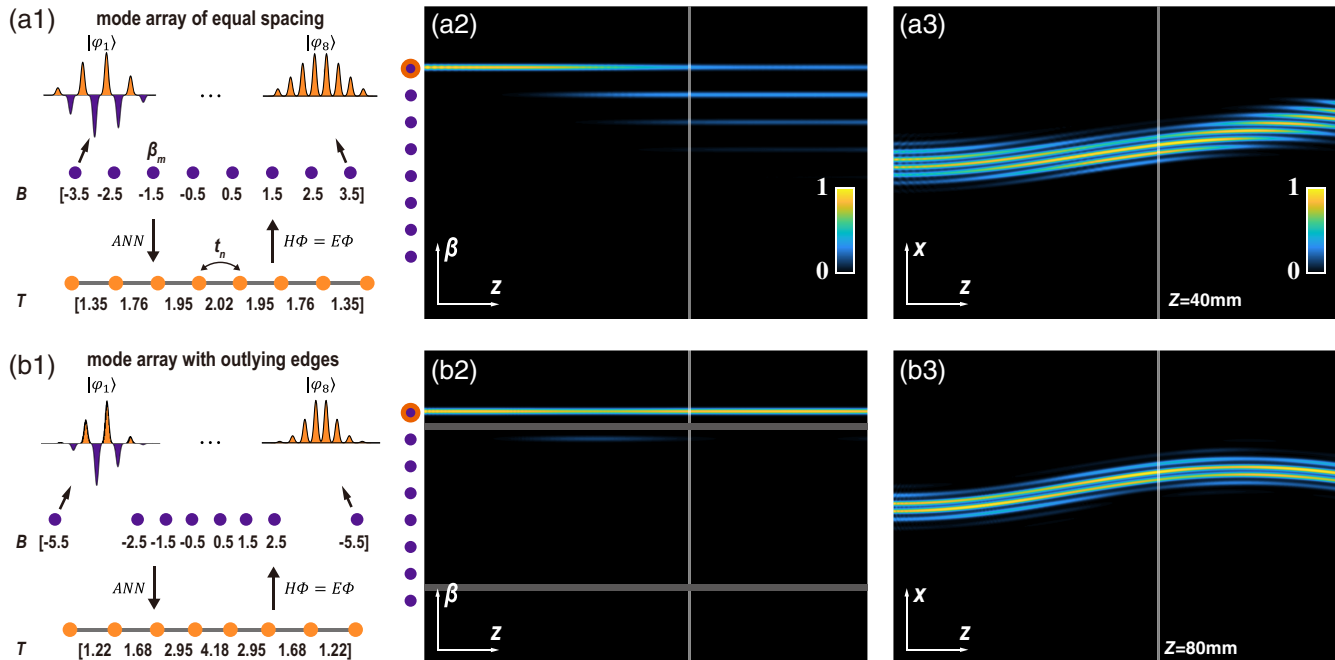 (a1) mode array of equal spacing
|φ₁⟩ |φ₈⟩
...
βₘ
B [-3.5 -2.5 -1.5 -0.5 0.5 1.5 2.5 3.5]
ANN HΦ = EΦ
tₙ
T [1.35 1.76 1.95 2.02 1.95 1.76 1.35]
(a2)
1
0
β
z
(a3)
1
0
x
z
Z=40mm
(b1) mode array with outlying edges
|φ₁⟩ |φ₈⟩
...
B [-5.5 -2.5 -1.5 -0.5 0.5 1.5 2.5 -5.5]
ANN HΦ = EΦ
T [1.22 1.68 2.95 4.18 2.95 1.68 1.22]
(b2)
β
z
(b3)
x
z
Z=80mm